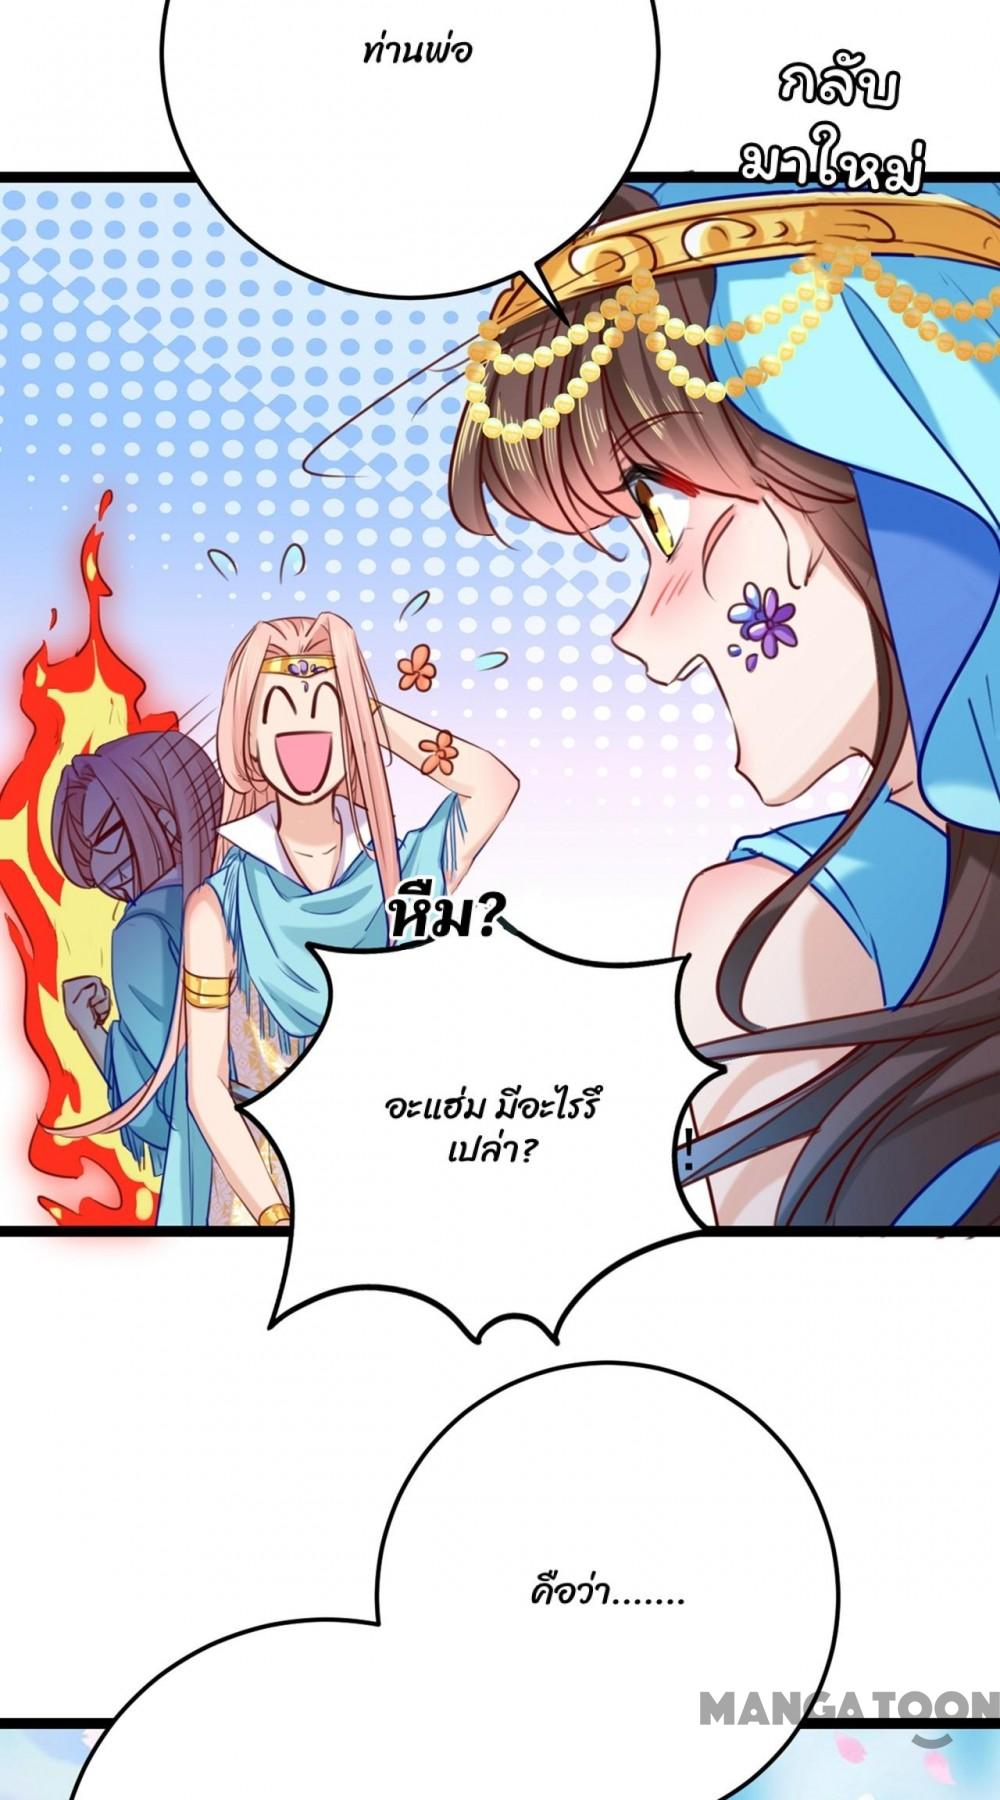 ท่านพ่อ
กลับ
มาใหม่
หืม?
อะแฮ่ม มีอะไรรึ
เปล่า?
!
คือว่า.......
MANGATOON